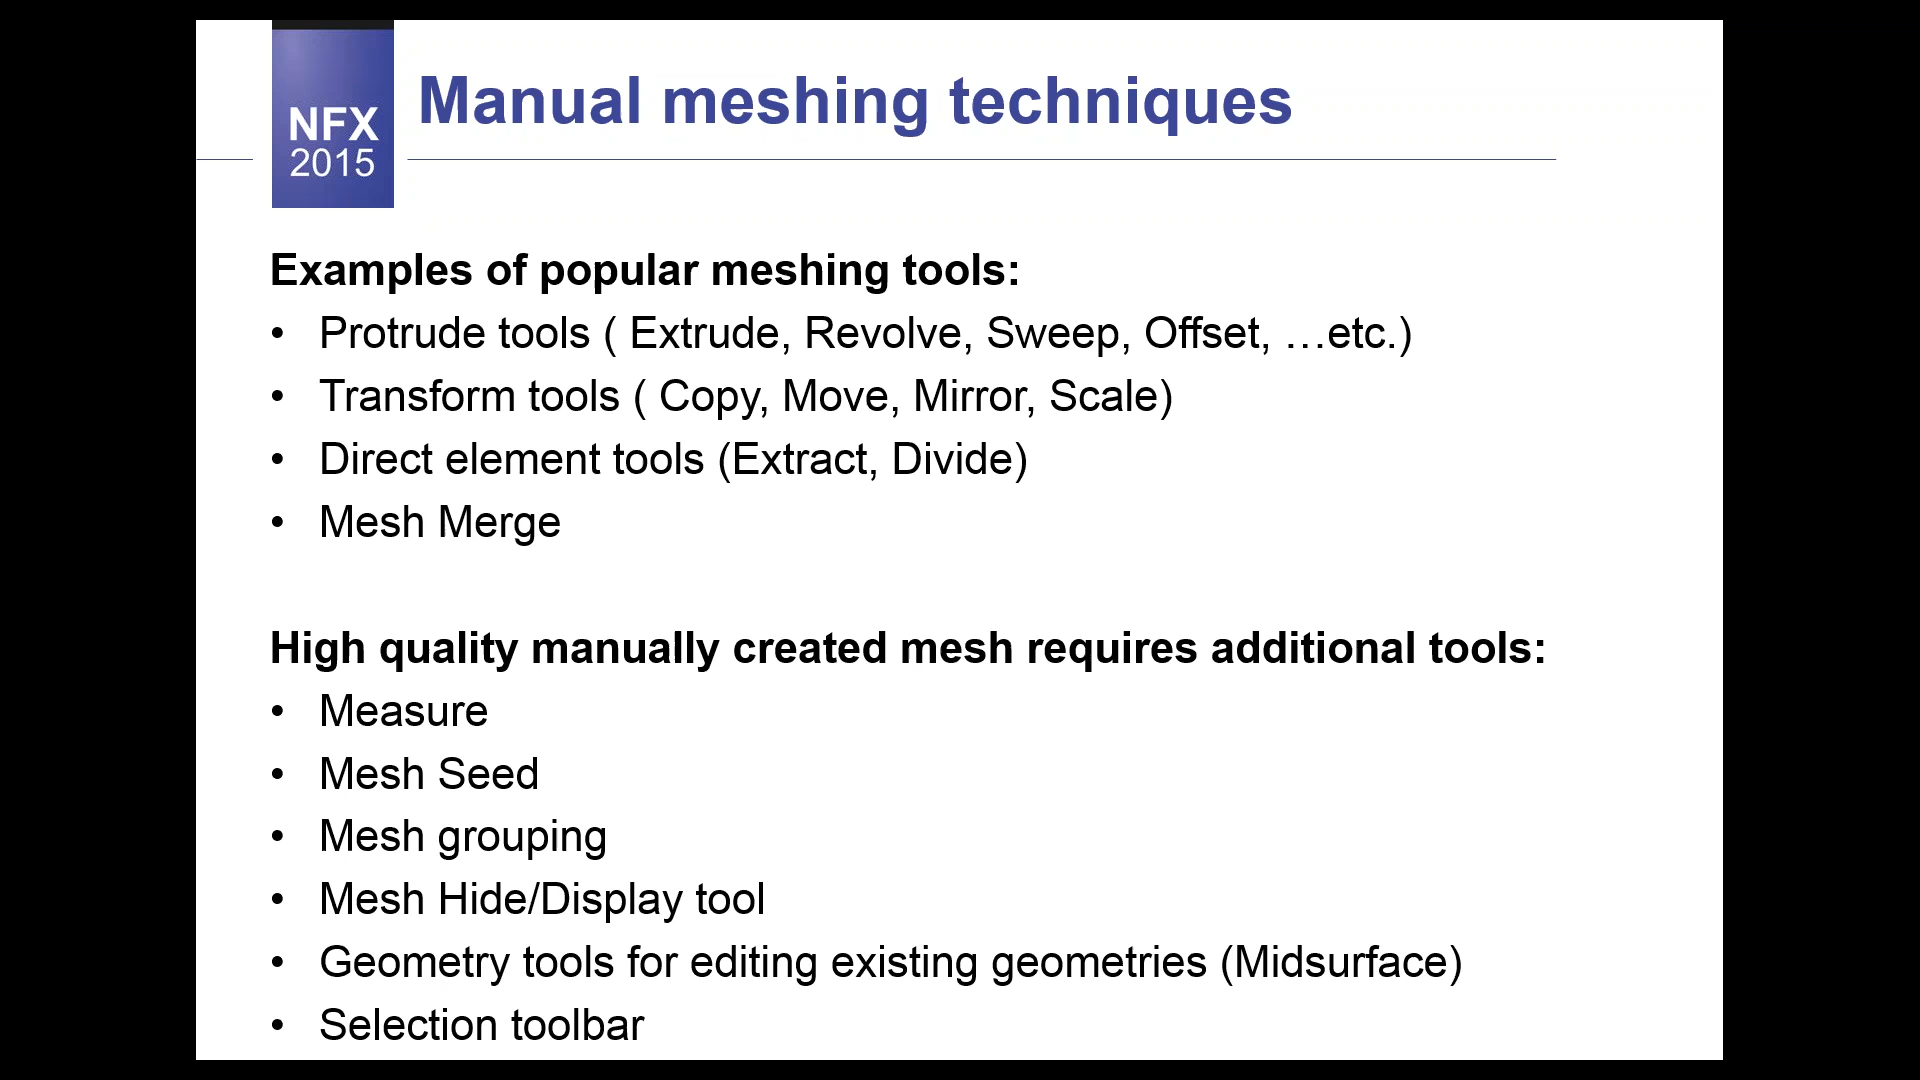 NFX
2015
Manual meshing techniques
Examples of popular meshing tools:
• Protrude tools ( Extrude, Revolve, Sweep, Offset, …etc.)
• Transform tools ( Copy, Move, Mirror, Scale)
• Direct element tools (Extract, Divide)
• Mesh Merge
High quality manually created mesh requires additional tools:
• Measure
• Mesh Seed
• Mesh grouping
• Mesh Hide/Display tool
• Geometry tools for editing existing geometries (Midsurface)
• Selection toolbar